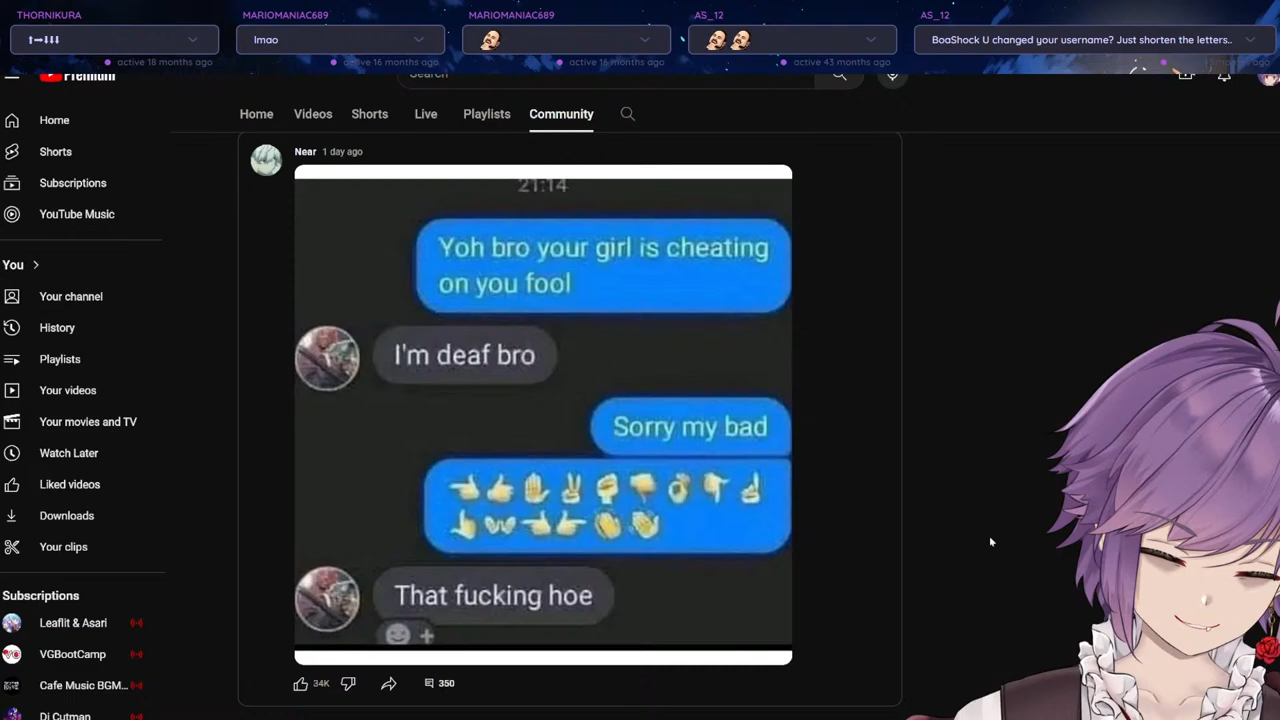 THORNIKURA
MARIOMANIAC689
MARIOMANIAC689
AS_12
AS_12
↑➡⬇⬇⬇
lmao
BoaShock U changed your username? Just shorten the letters..
active 18 months ago
active 16 months ago
active 16 months ago
active 43 months ago
months ago
Premium
Search
Home
Videos
Shorts
Live
Playlists
Community
Home
Shorts
Subscriptions
YouTube Music
You
Your channel
History
Playlists
Your videos
Your movies and TV
Watch Later
Liked videos
Downloads
Your clips
Subscriptions
Leaflit & Asari
VGBootCamp
Cafe Music BGM...
Dj Cutman
Near 1 day ago
21:14
Yoh bro your girl is cheating
on you fool
I'm deaf bro
Sorry my bad
👈👍✋✌✊👎👌👇☝
👆👐👈👉👏👋
That fucking hoe
34K
350